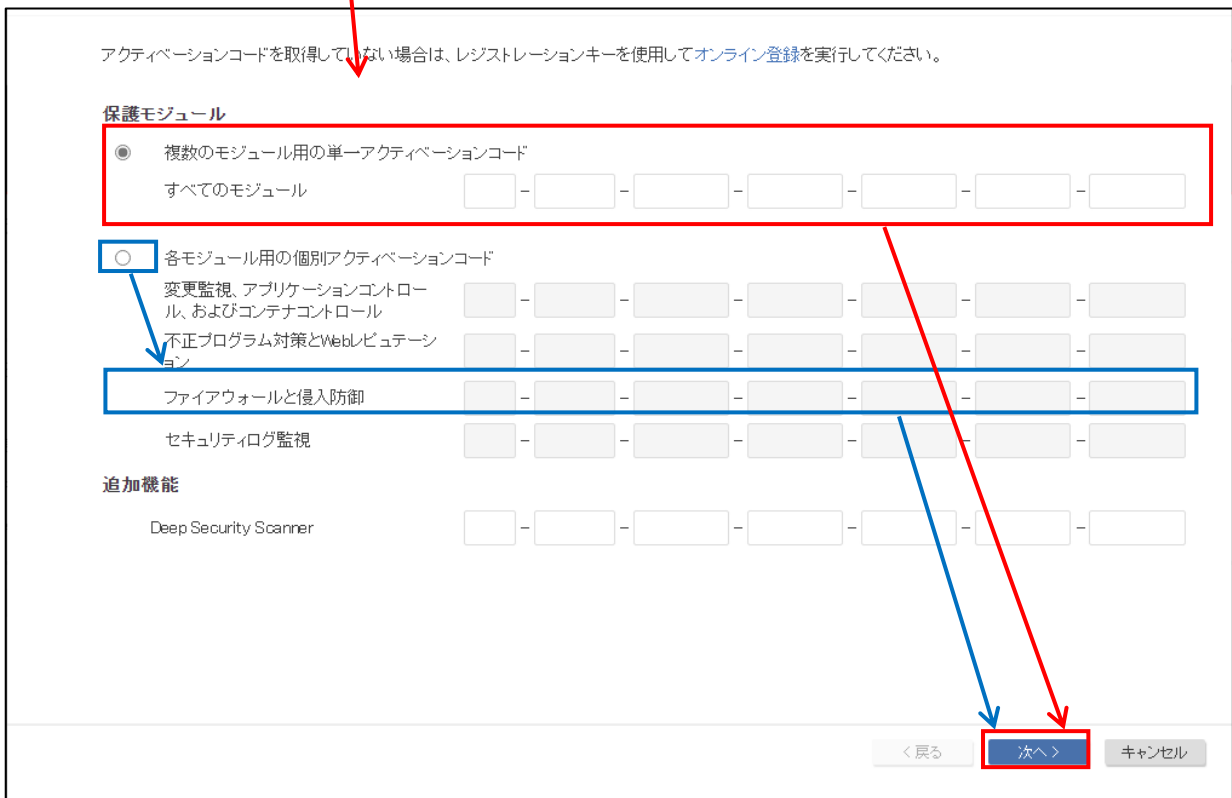 アクティベーションコードを取得していない場合は、レジストレーションキーを使用してオンライン登録を実行してください。
保護モジュール
複数のモジュール用の単一アクティベーションコード
すべてのモジュール - - - - - -
各モジュール用の個別アクティベーションコード
変更監視、アプリケーションコントロー
ル、およびコンテナコントロール - - - - - -
不正プログラム対策とWebレピュテーシ
ョン - - - - - -
ファイアウォールと侵入防御 - - - - - -
セキュリティログ監視 - - - - - -
追加機能
Deep Security Scanner - - - - - -
< 戻る 次へ > キャンセル